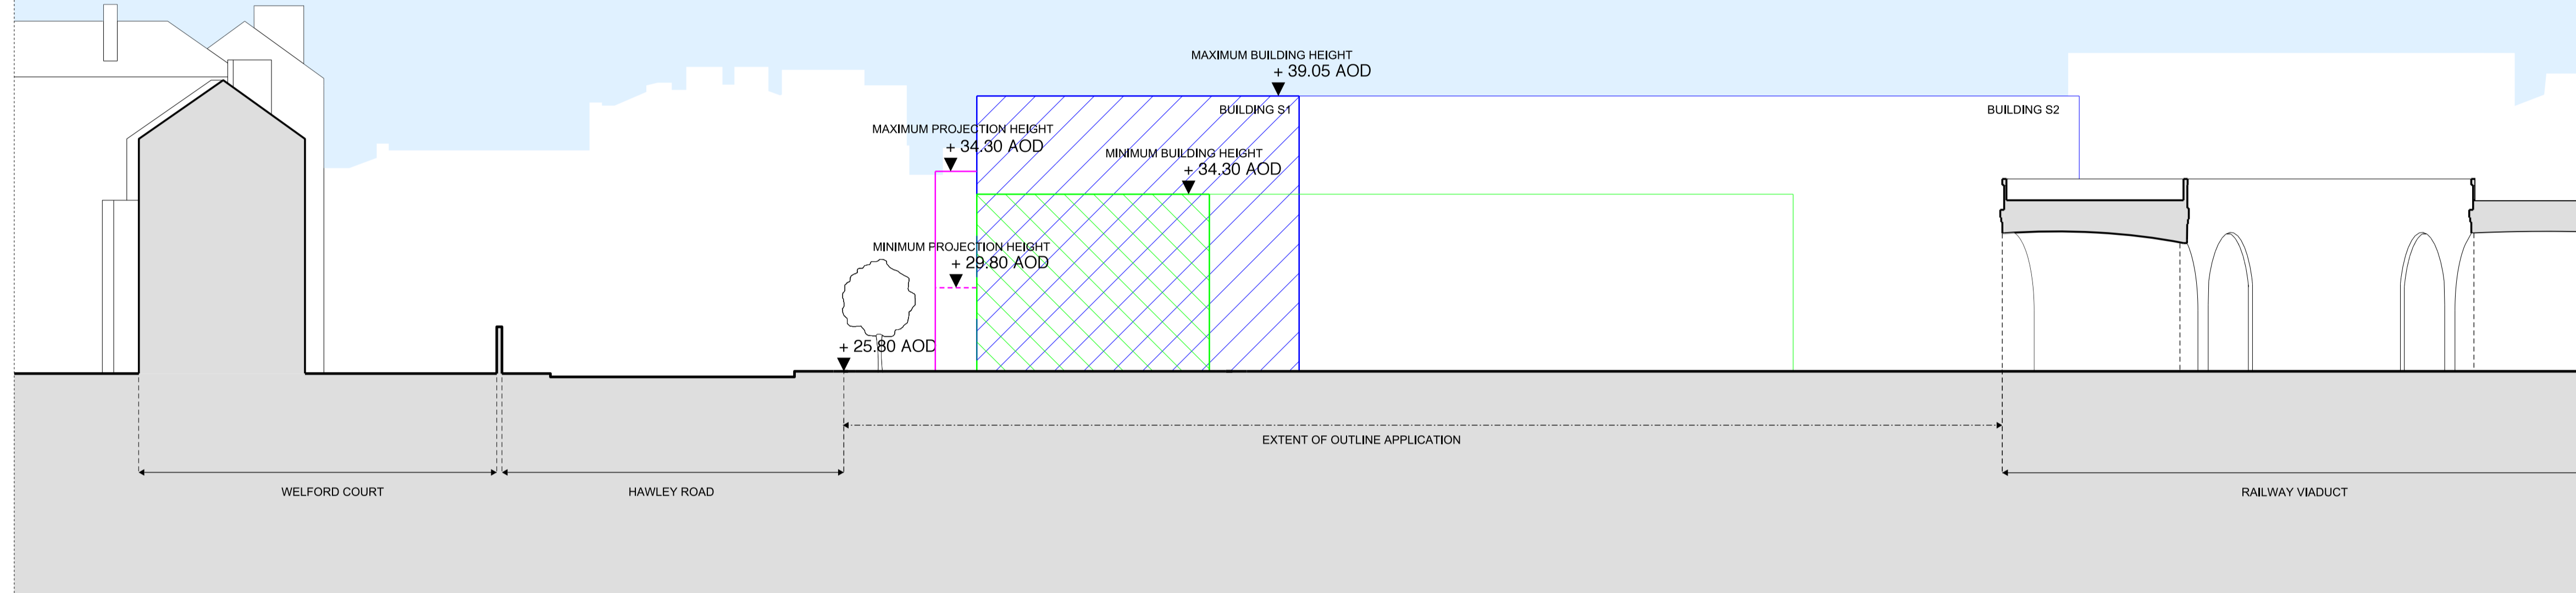 MAXIMUM BUILDING HEIGHT
+ 39.05 AOD
BUILDING S1
BUILDING S2
MAXIMUM PROJECTION HEIGHT
+ 34.30 AOD
MINIMUM BUILDING HEIGHT
+ 34.30 AOD
MINIMUM PROJECTION HEIGHT
+ 29.80 AOD
+ 25.80 AOD
EXTENT OF OUTLINE APPLICATION
WELFORD COURT
HAWLEY ROAD
RAILWAY VIADUCT